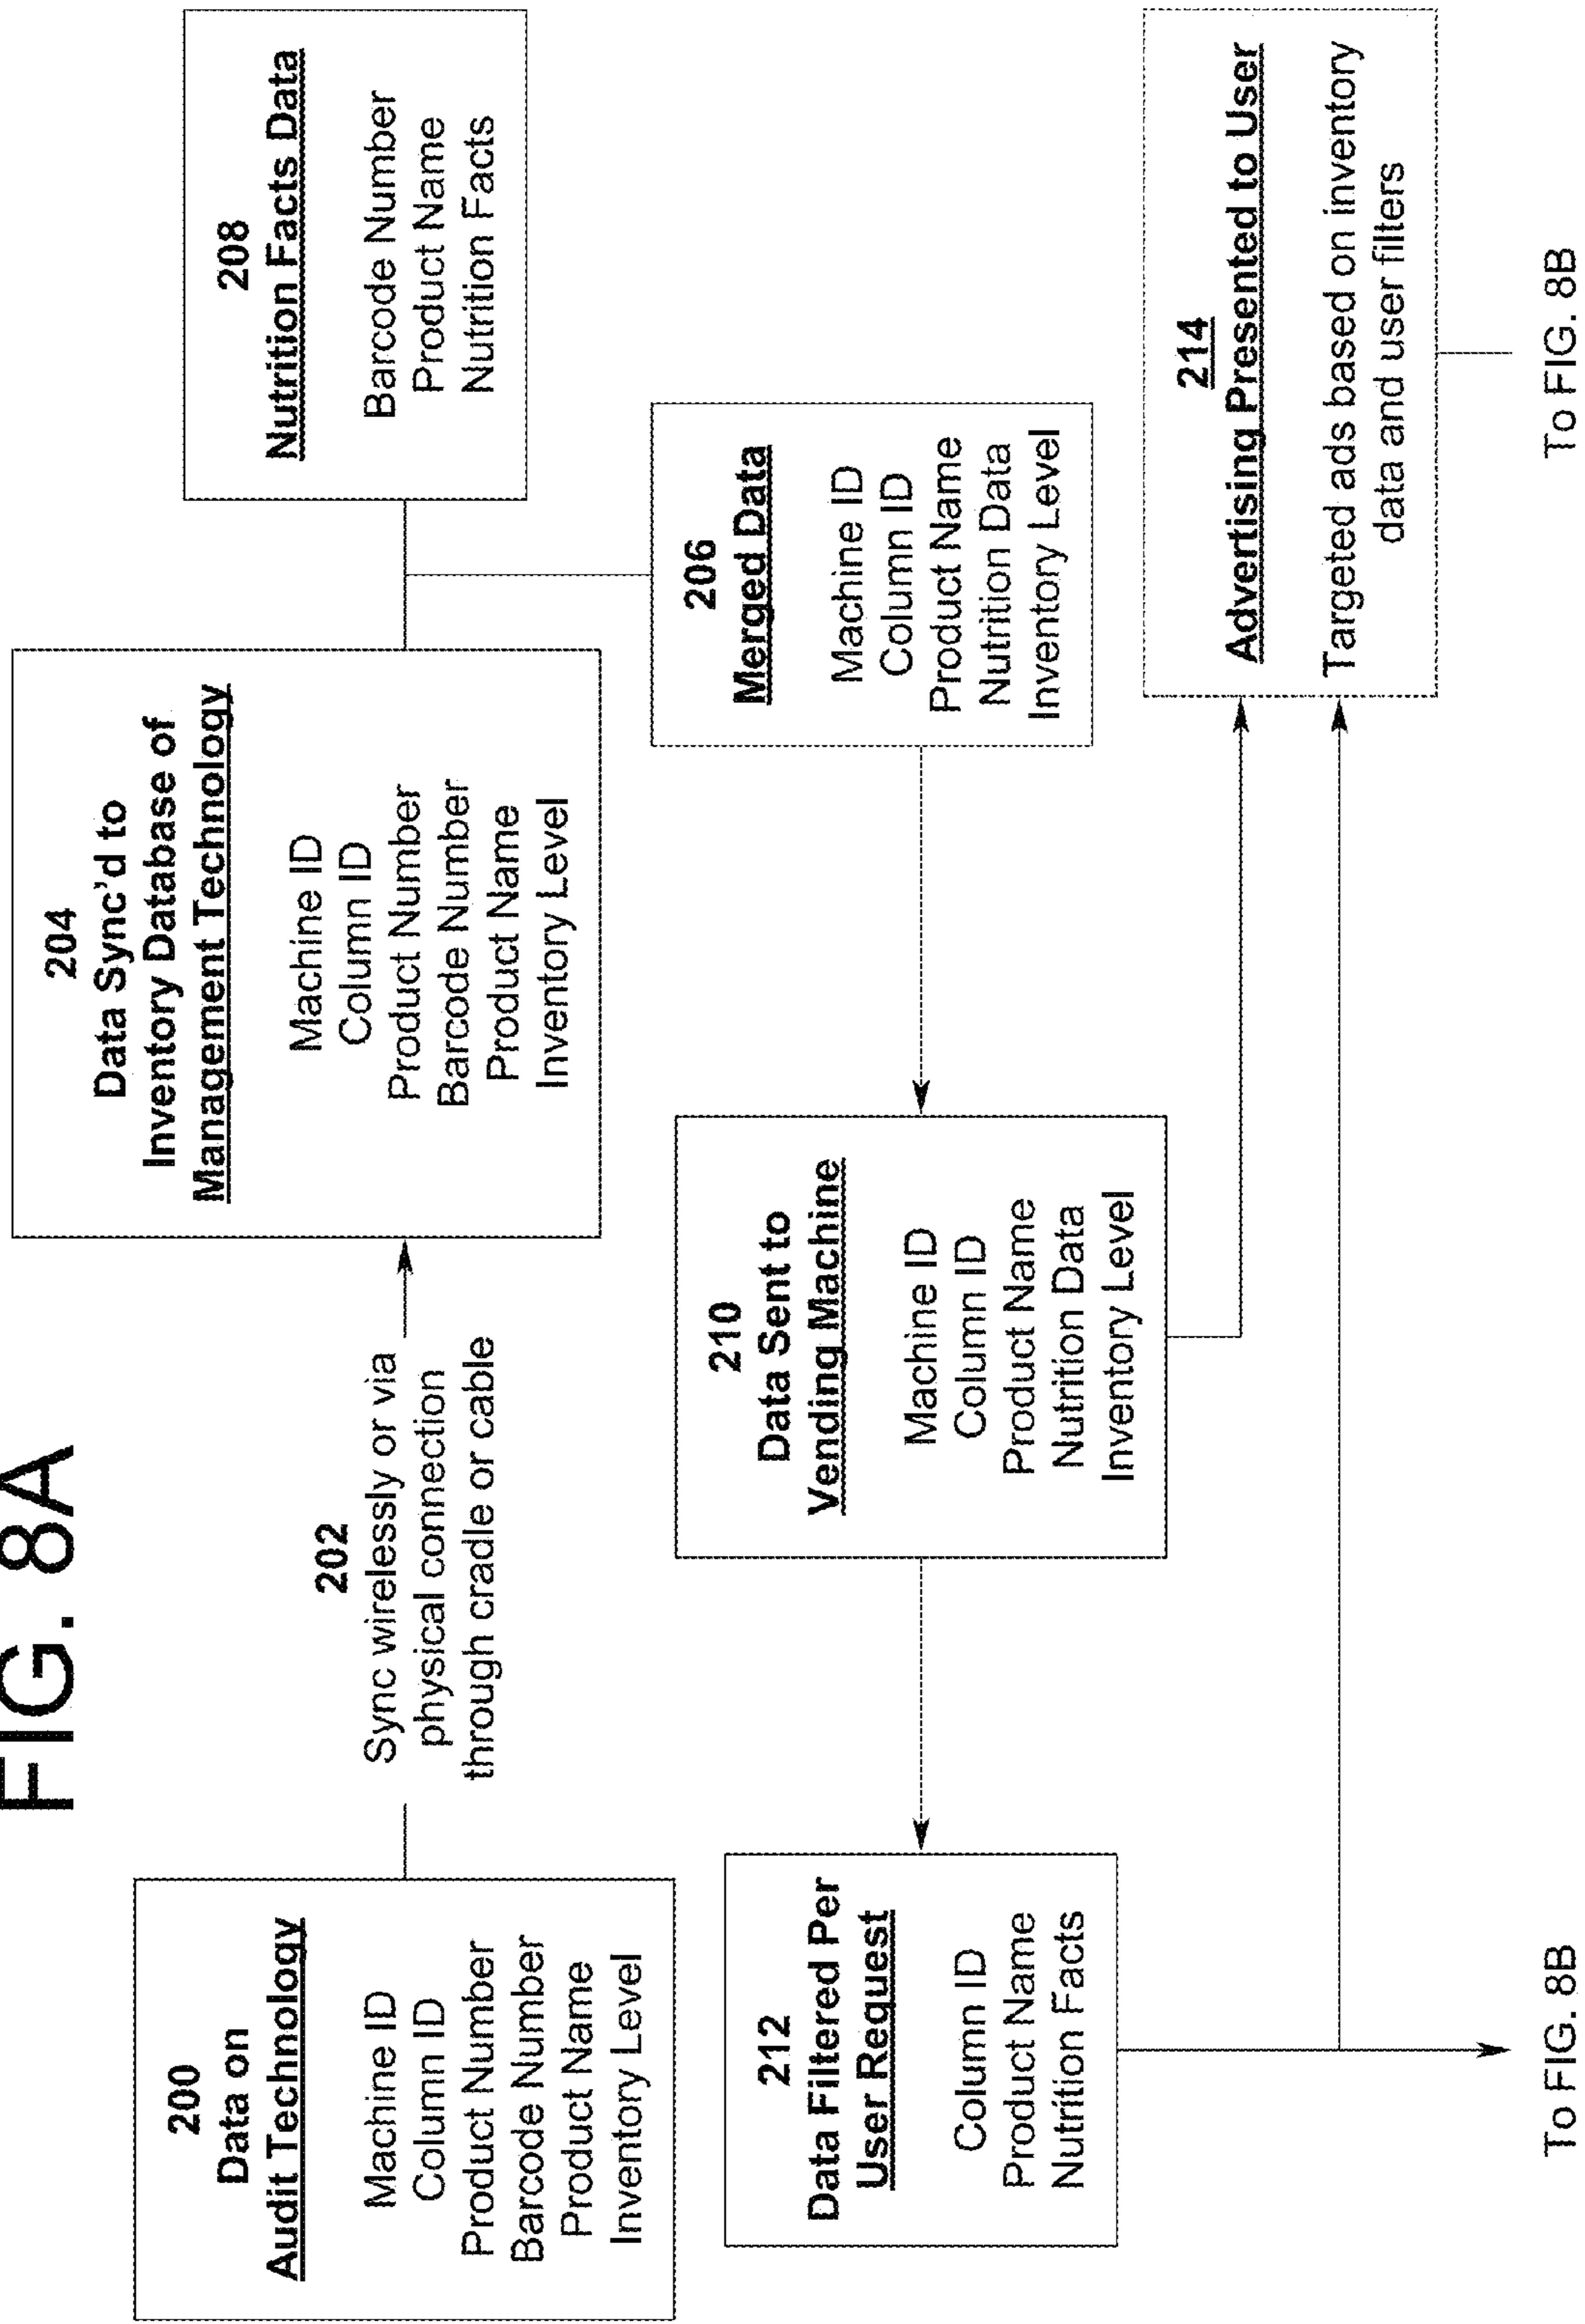 FIG. 8A
200
Data on
Audit Technology
Machine ID
Column ID
Product Number
Barcode Number
Product Name
Inventory Level
202
Sync wirelessly or via
physical connection
through cradle or cable
204
Data Sync'd to
Inventory Database of
Management Technology
Machine ID
Column ID
Product Number
Barcode Number
Product Name
Inventory Level
208
Nutrition Facts Data
Barcode Number
Product Name
Nutrition Facts
206
Merged Data
Machine ID
Column ID
Product Name
Nutrition Data
Inventory Level
210
Data Sent to
Vending Machine
Machine ID
Column ID
Product Name
Nutrition Data
Inventory Level
212
Data Filtered Per
User Request
Column ID
Product Name
Nutrition Facts
214
Advertising Presented to User
Targeted ads based on inventory
data and user filters
To FIG. 8B
To FIG. 8B